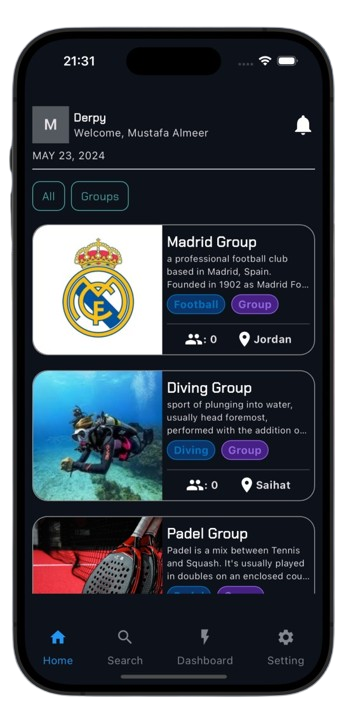 21:31
M
Derpy
Welcome, Mustafa Almeer
MAY 23, 2024
All
Groups
Madrid Group
a professional football club
based in Madrid, Spain.
Founded in 1902 as Madrid Fo...
Football
Group
: 0
Jordan
Diving Group
sport of plunging into water,
usually head foremost,
performed with the addition o...
Diving
Group
: 0
Saihat
Padel Group
Padel is a mix between Tennis
and Squash. It's usually played
in doubles on an enclosed cou...
Home
Search
Dashboard
Setting